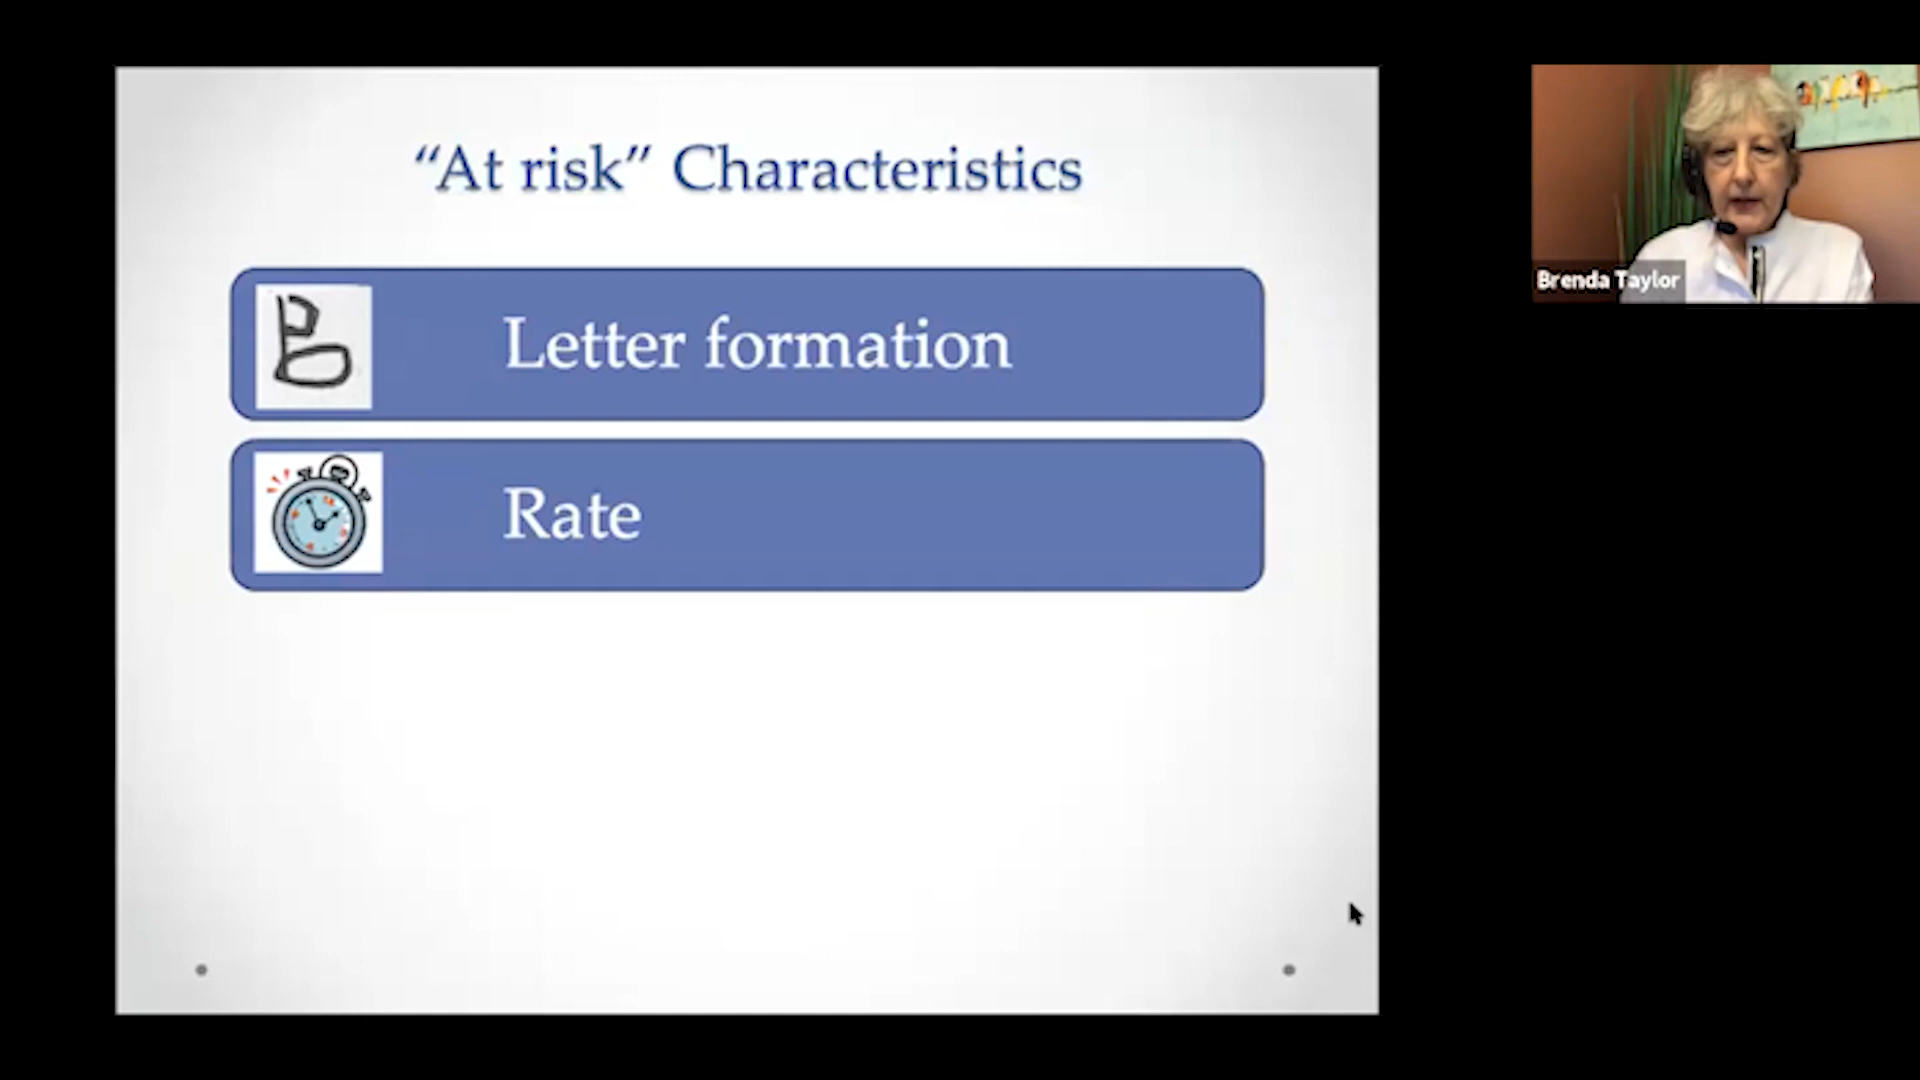 “At risk” Characteristics
B
Letter formation
Rate
Brenda Taylor